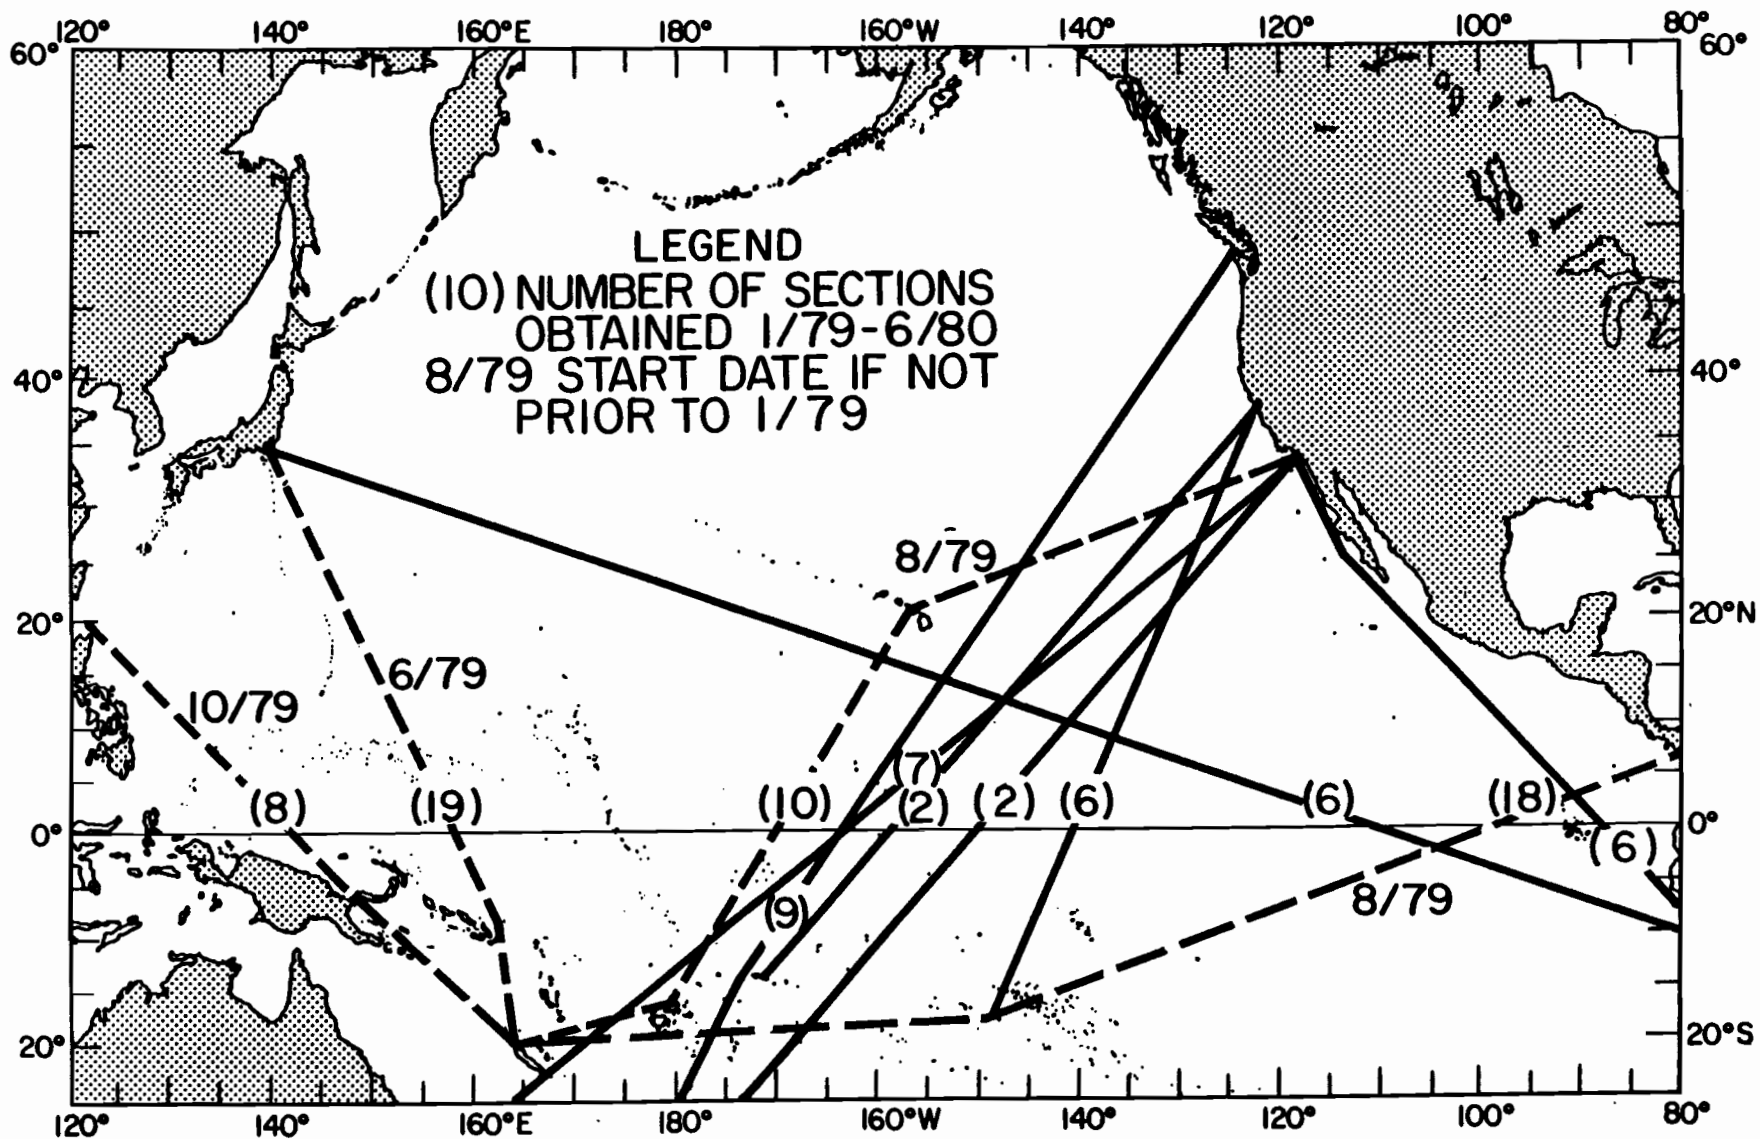 120° 140° 160°E 180° 160°W 140° 120° 100° 80°
60° 60°
LEGEND
(10) NUMBER OF SECTIONS
OBTAINED 1/79-6/80
8/79 START DATE IF NOT
PRIOR TO 1/79
40° 40°
8/79
20° 20°N
6/79
10/79
(7)
(8) (19) (10) (2) (2) (6) (6) (18)
0° 0°
(6)
(9) 8/79
20° 20°S
120° 140° 160°E 180° 160°W 140° 120° 100° 80°